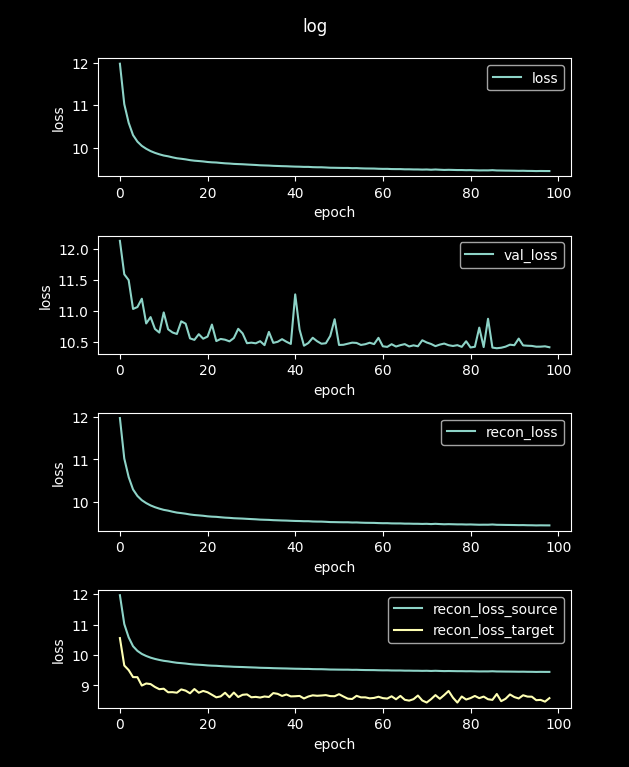 log
12
11
10
loss
loss
0 20 40 60 80 100
epoch
12.0
11.5
11.0
10.5
loss
val_loss
0 20 40 60 80 100
epoch
12
11
10
loss
recon_loss
0 20 40 60 80 100
epoch
12
11
10
9
loss
recon_loss_source
recon_loss_target
0 20 40 60 80 100
epoch